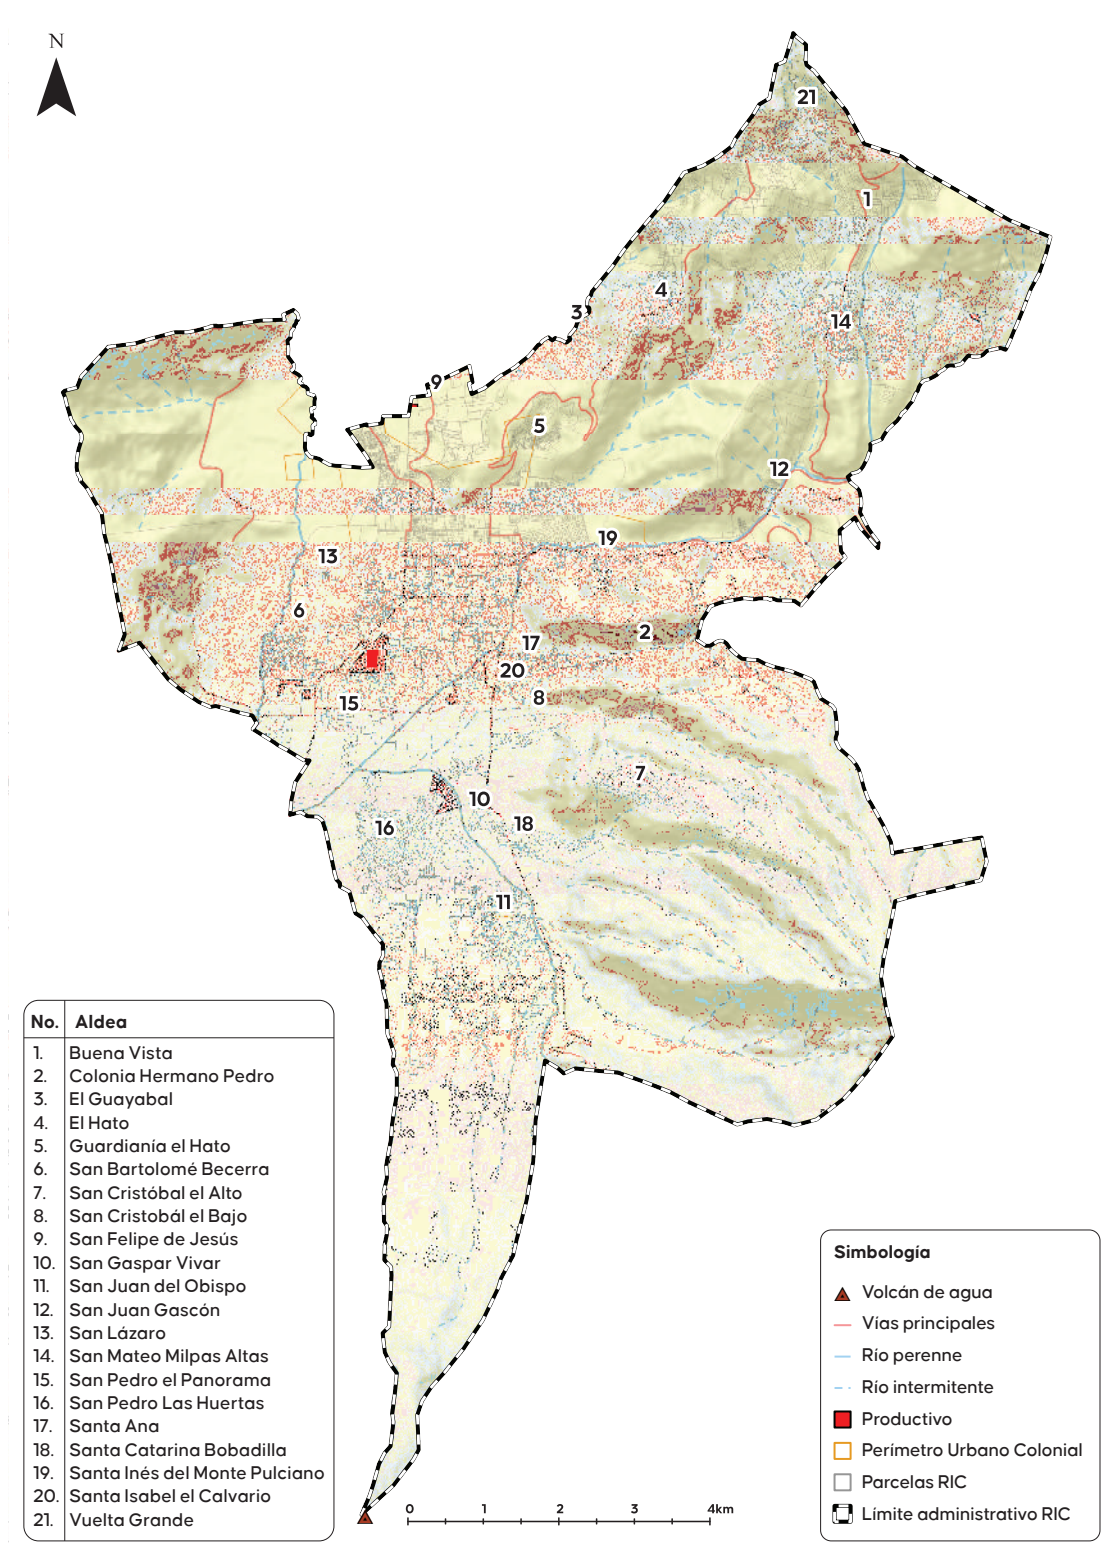 N
21
1
4
3
14
9
5
12
19
13
6
2
17
20
15
8
7
10
16
18
11
No. Aldea
1. Buena Vista
2. Colonia Hermano Pedro
3. El Guayabal
4. El Hato
5. Guardianía el Hato
6. San Bartolomé Becerra
7. San Cristóbal el Alto
8. San Cristobál el Bajo
9. San Felipe de Jesús
10. San Gaspar Vivar
11. San Juan del Obispo
12. San Juan Gascón
13. San Lázaro
14. San Mateo Milpas Altas
15. San Pedro el Panorama
16. San Pedro Las Huertas
17. Santa Ana
18. Santa Catarina Bobadilla
19. Santa Inés del Monte Pulciano
20. Santa Isabel el Calvario
21. Vuelta Grande
Simbología
Volcán de agua
Vías principales
Río perenne
Río intermitente
Productivo
Perímetro Urbano Colonial
Parcelas RIC
Límite administrativo RIC
0 1 2 3 4km